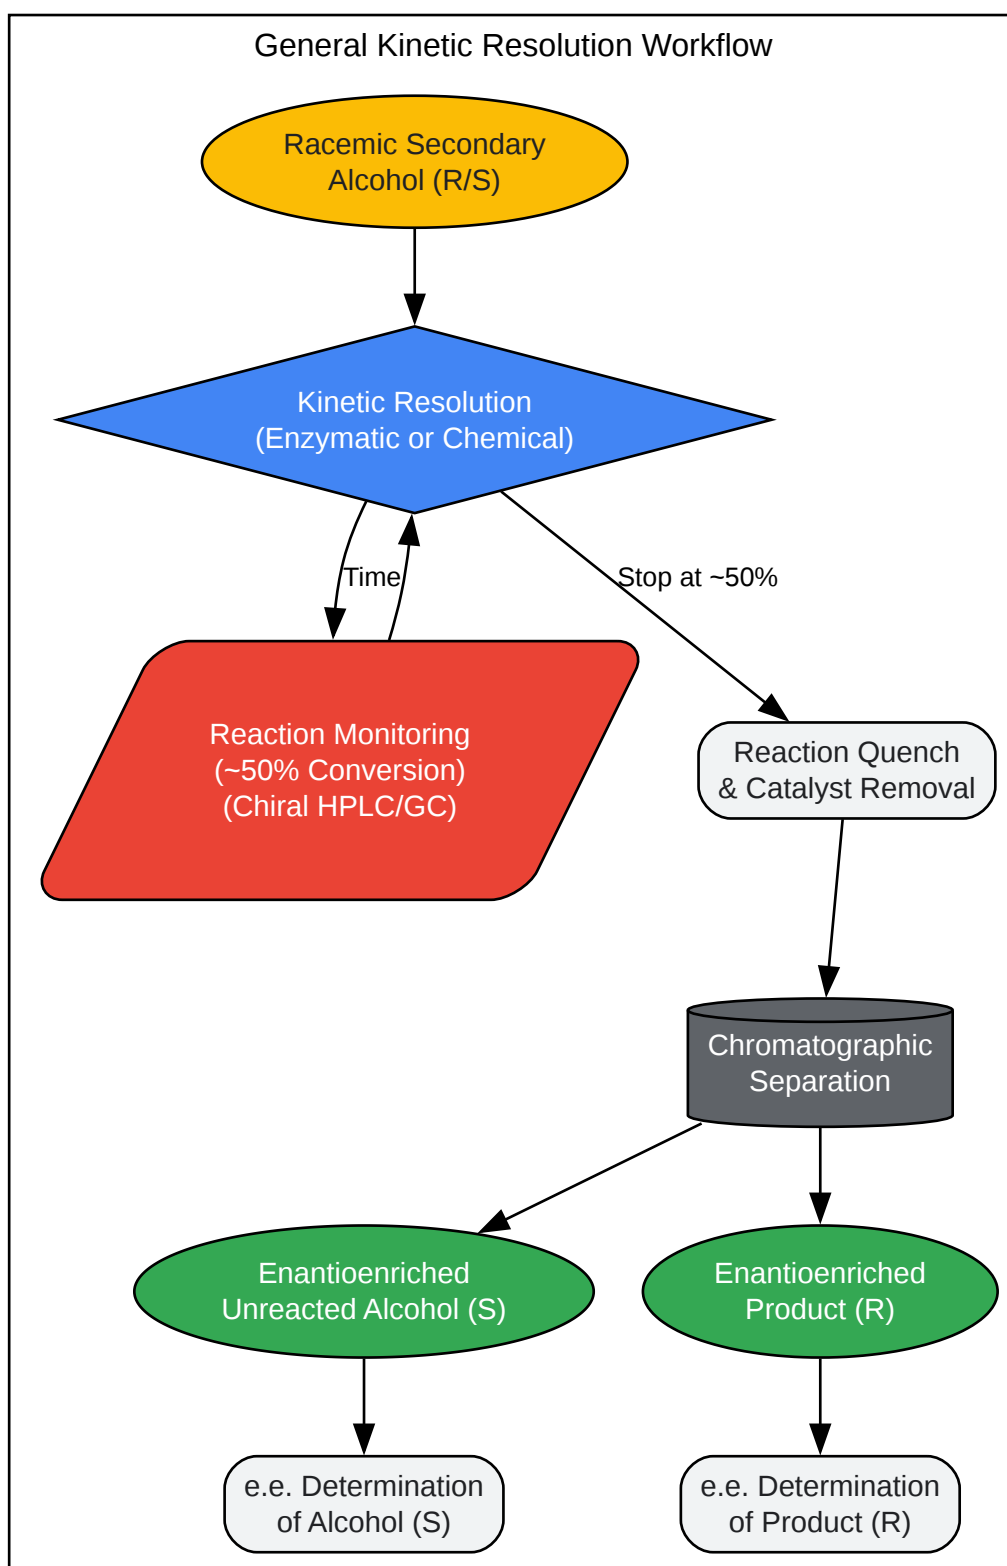 General Kinetic Resolution Workflow
Racemic Secondary
Alcohol (R/S)
Kinetic Resolution
(Enzymatic or Chemical)
Time
Stop at ~50%
Reaction Monitoring
(~50% Conversion)
(Chiral HPLC/GC)
Reaction Quench
& Catalyst Removal
Chromatographic
Separation
Enantioenriched
Unreacted Alcohol (S)
Enantioenriched
Product (R)
e.e. Determination
of Alcohol (S)
e.e. Determination
of Product (R)